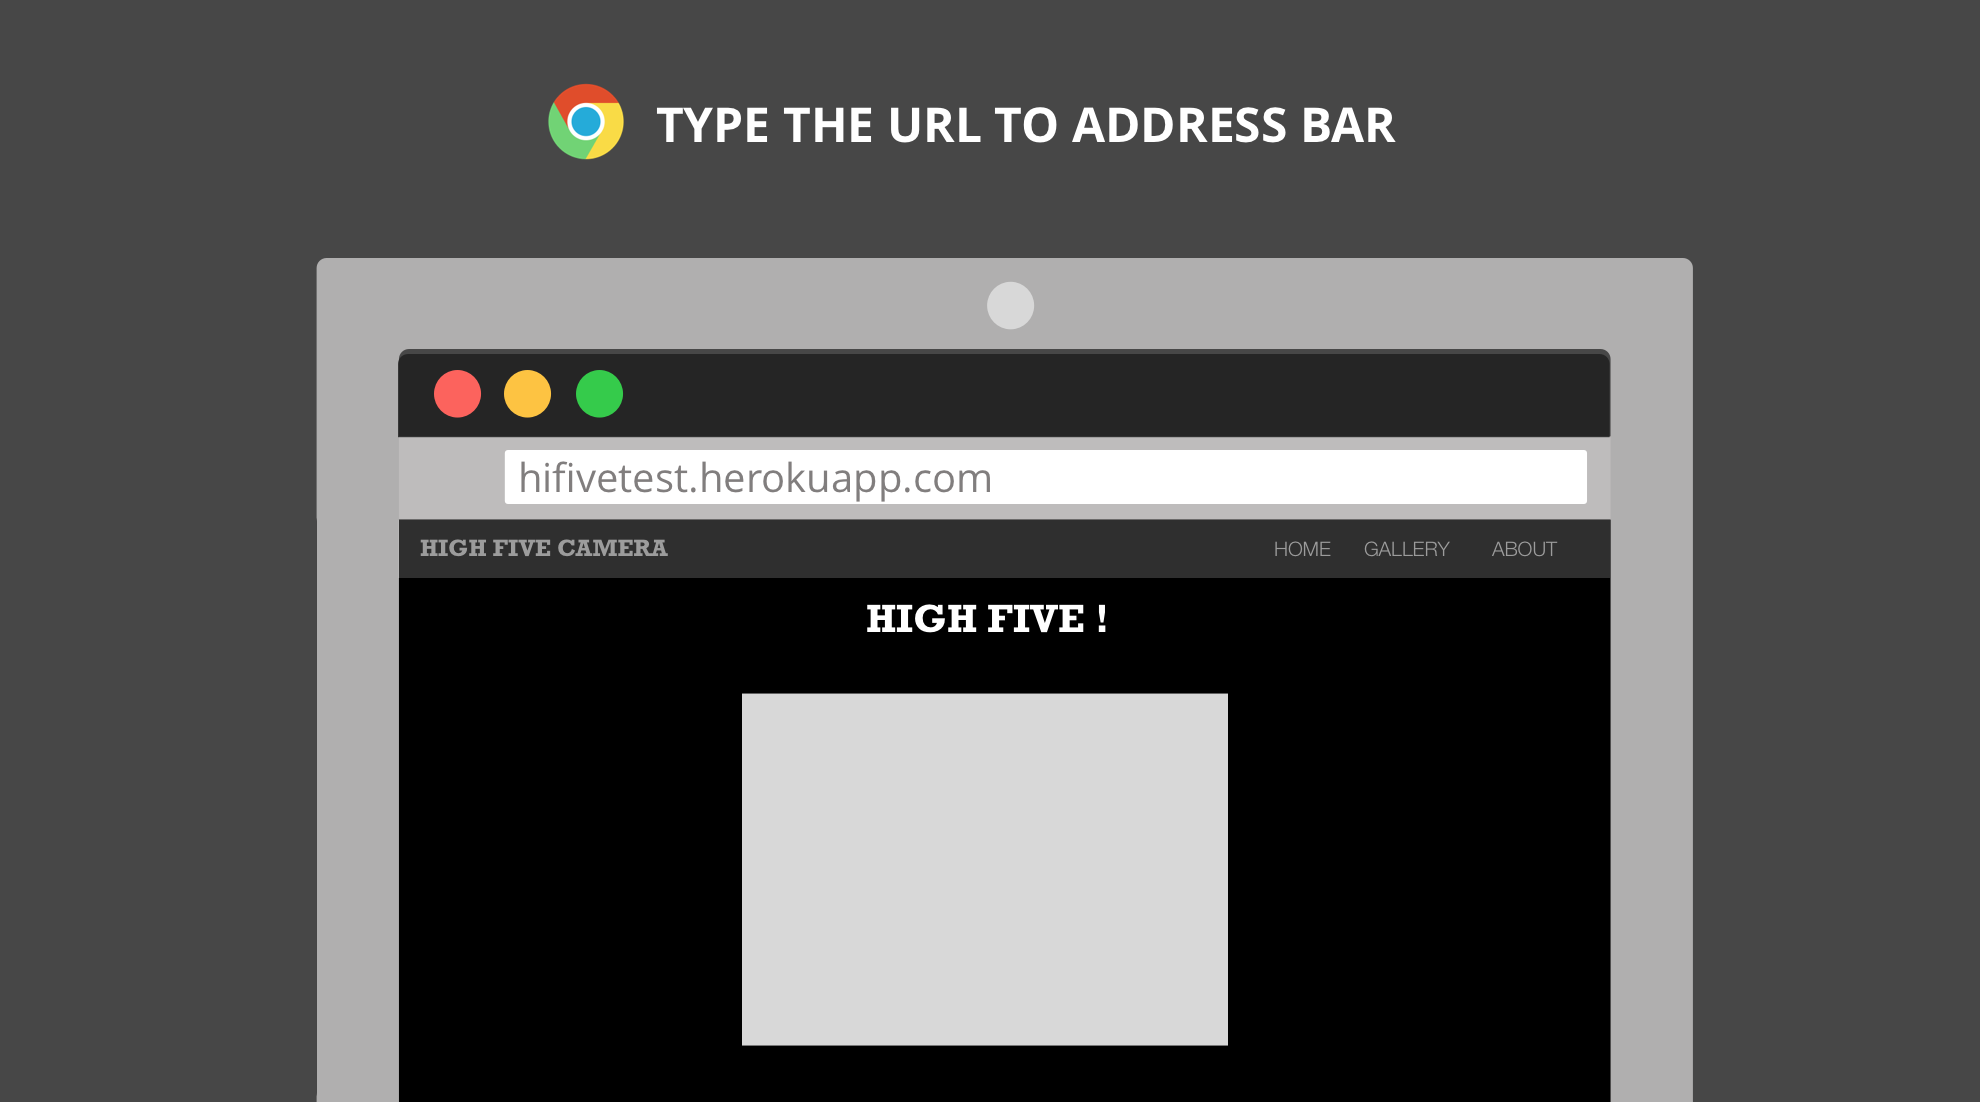 TYPE THE URL TO ADDRESS BAR
hifivetest.herokuapp.com
HIGH FIVE CAMERA HOME GALLERY ABOUT
HIGH FIVE !